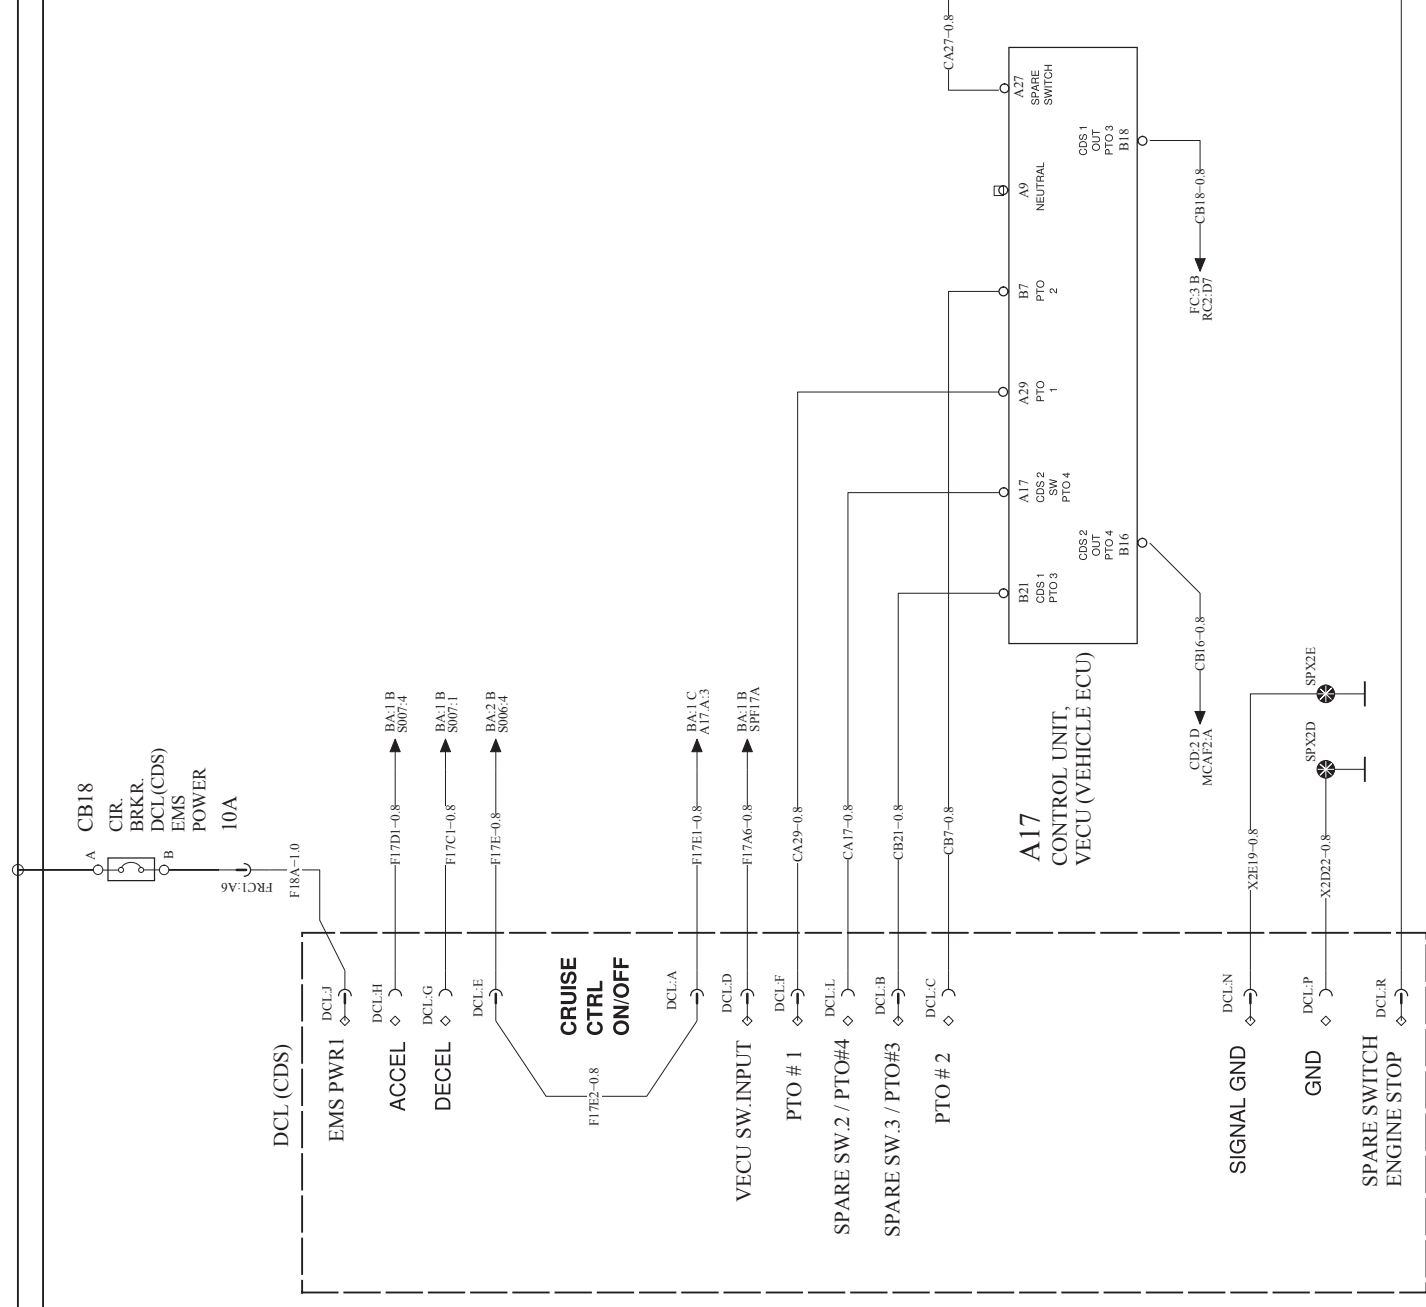 CA27-0.8
A27
SPARE
SWITCH
A9
NEUTRAL
B7
PTO
2
A29
PTO
1
A17
CDS 2
SW
PTO 4
B21
CDS 1
PTO 3
CDS 1
OUT
PTO 3
B18
CDS 2
OUT
PTO 4
B16
CB18-0.8
FC:3 B
RC2:D7
CB16-0.8
CD:2 D
MCAF2:A
A17
CONTROL UNIT,
VECU (VEHICLE ECU)
SPX2E
SPX2D
CB18
CIR.
BRKR.
DCL(CDS)
EMS
POWER
10A
A
B
FRC1:A6
F18A-1.0
BA:1 B
S007:4
BA:1 B
S007:1
BA:2 B
S006:4
BA:1 C
A17.A:3
BA:1 B
SPF17A
F17D1-0.8
F17C1-0.8
F17E-0.8
F17E1-0.8
F17A6-0.8
CA29-0.8
CA17-0.8
CB21-0.8
CB7-0.8
X2E19-0.8
X2D22-0.8
DCL (CDS)
DCL:J
EMS PWR1
DCL:H
ACCEL
DCL:G
DECEL
DCL:E
CRUISE
CTRL
ON/OFF
F17E2-0.8
DCL:A
DCL:D
VECU SW.INPUT
DCL:F
PTO # 1
DCL:L
SPARE SW.2 / PTO#4
DCL:B
SPARE SW.3 / PTO#3
DCL:C
PTO # 2
DCL:N
SIGNAL GND
DCL:P
GND
DCL:R
SPARE SWITCH
ENGINE STOP